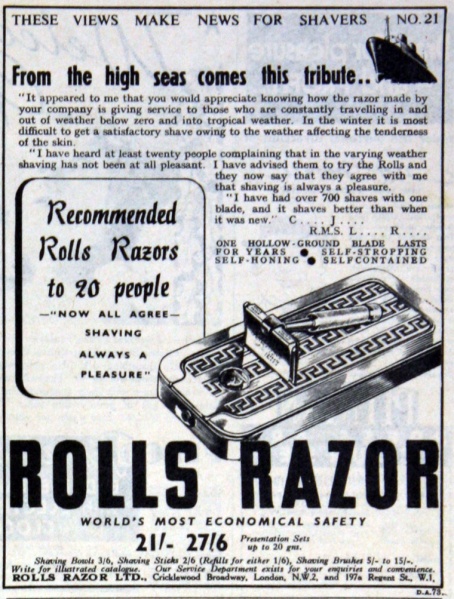 THESE VIEWS MAKE NEWS FOR SHAVERS NO. 21
From the high seas comes this tribute..
"It appeared to me that you would appreciate knowing how the razor made by
your company is giving service to those who are constantly travelling in and
out of weather below zero and into tropical weather. In the winter it is most
difficult to get a satisfactory shave owing to the weather affecting the tenderness
of the skin.
"I have heard at least twenty people complaining that in the varying weather
shaving has not been at all pleasant. I have advised them to try the Rolls and
they now say that they agree with me
that shaving is always a pleasure.
"I have had over 700 shaves with one
blade, and it shaves better than when
it was new." C.... J....
R.M.S. L.... R....
ONE HOLLOW-GROUND BLADE LASTS
FOR YEARS ● SELF-STROPPING
SELF-HONING ● SELFCONTAINED
Recommended
Rolls Razors
to 20 people
—"NOW ALL AGREE—
SHAVING
ALWAYS A
PLEASURE"
ROLLS RAZOR
WORLD'S MOST ECONOMICAL SAFETY
21/- 27/6 Presentation Sets
up to 20 gns.
Shaving Bowls 3/6, Shaving Sticks 2/6 (Refills for either 1/6), Shaving Brushes 5/- to 15/-.
Write for illustrated catalogue. Our Service Department exists for your enquiries and convenience.
ROLLS RAZOR LTD., Cricklewood Broadway, London, N.W.2, and 197a Regent St., W.1,